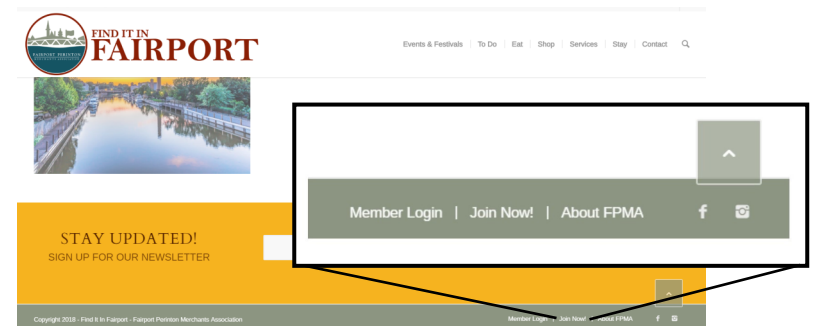 FIND IT IN
FAIRPORT
FAIRPORT PERINTON
MERCHANTS ASSOCIATION
Events & Festivals | To Do | Eat | Shop | Services | Stay | Contact
Member Login | Join Now! | About FPMA
STAY UPDATED!
SIGN UP FOR OUR NEWSLETTER
Copyright 2018 - Find It In Fairport - Fairport Perinton Merchants Association
Member Login | Join Now! | About FPMA